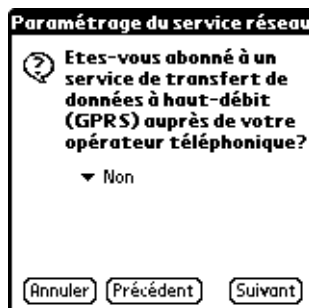 Paramétrage du service réseau
Etes-vous abonné à un
service de transfert de
données à haut-débit
(GPRS) auprès de votre
opérateur téléphonique?
Non
Annuler Précédent Suivant